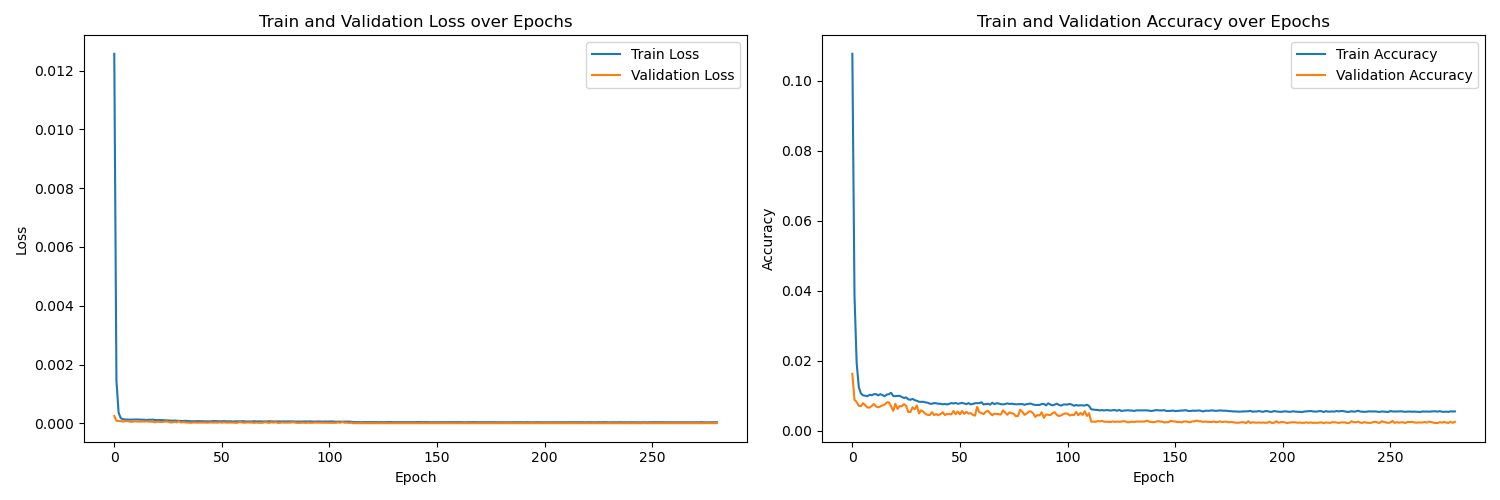 Train and Validation Loss over Epochs
Train Loss
Validation Loss
0.012
0.010
0.008
0.006
0.004
0.002
0.000
Loss
0
50
100
150
200
250
Epoch
Train and Validation Accuracy over Epochs
Train Accuracy
Validation Accuracy
0.10
0.08
0.06
0.04
0.02
0.00
Accuracy
0
50
100
150
200
250
Epoch